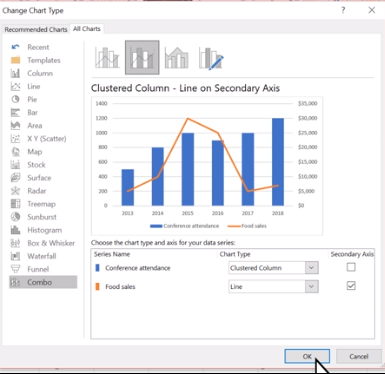 Change Chart Type ? ×
Recommended Charts All Charts
Recent
Templates
Column
Line
Pie
Bar
Area
X Y (Scatter)
Map
Stock
Surface
Radar
Treemap
Sunburst
Histogram
Box & Whisker
Waterfall
Funnel
Combo
Clustered Column - Line on Secondary Axis
1400 $35,000
1200 $30,000
1000 $25,000
800 $20,000
600 $15,000
400 $10,000
200 $5,000
0 $0
2013 2014 2015 2016 2017 2018
Conference attendance Food sales
Choose the chart type and axis for your data series:
Series Name Chart Type Secondary Axis
Conference attendance Clustered Column
Food sales Line
OK Cancel